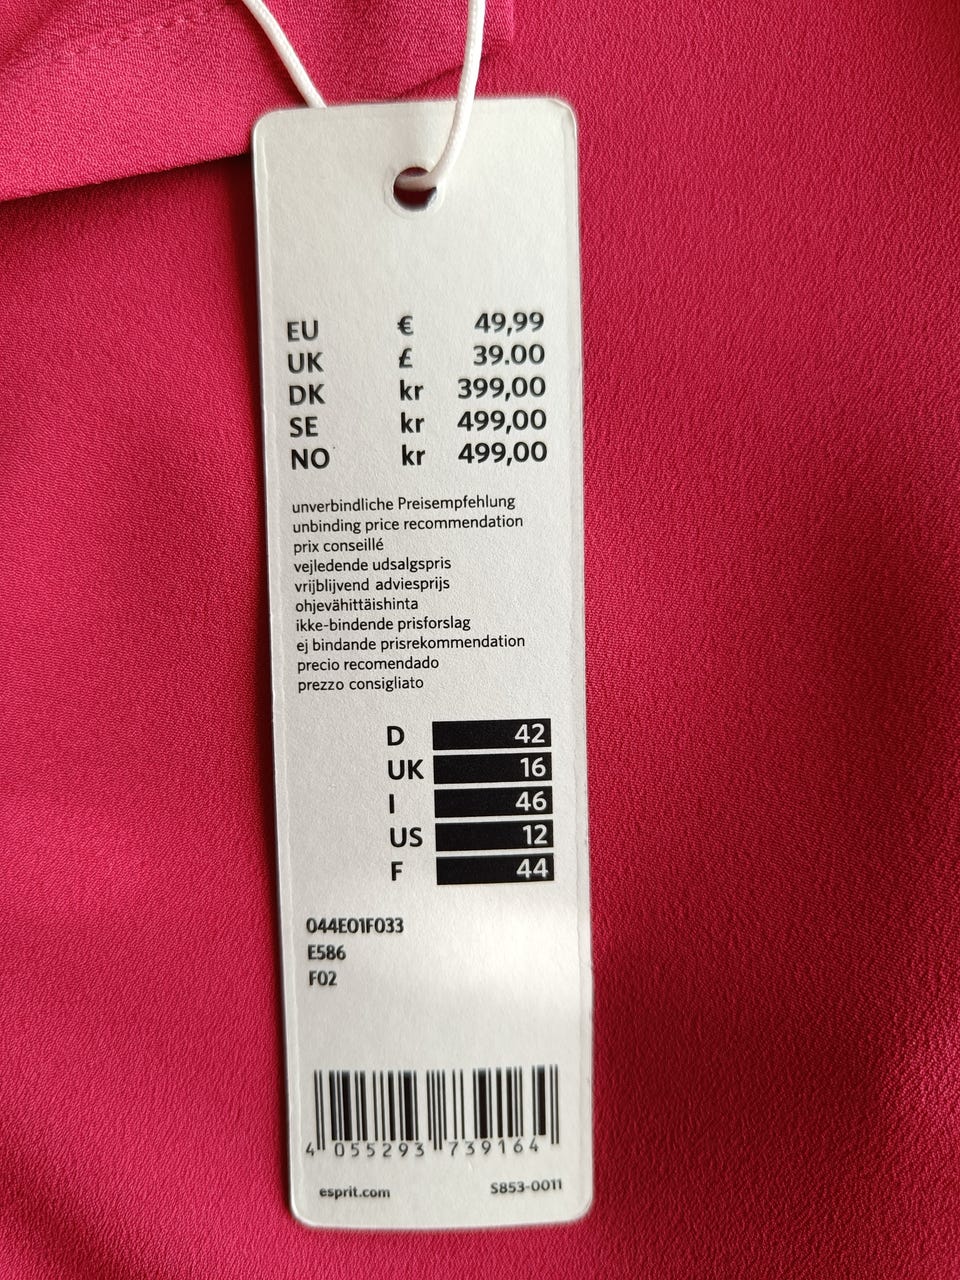 EU € 49,99
UK £ 39.00
DK kr 399,00
SE kr 499,00
NO kr 499,00
unverbindliche Preisempfehlung
unbinding price recommendation
prix conseillé
vejledende udsalgspris
vrijblijvend adviesprijs
ohjevähittäishinta
ikke-bindende prisforslag
ej bindande prisrekommendation
precio recomendado
prezzo consigliato
D 42
UK 16
I 46
US 12
F 44
044E01F033
E586
F02
4 055293 739164
esprit.com S853-0011